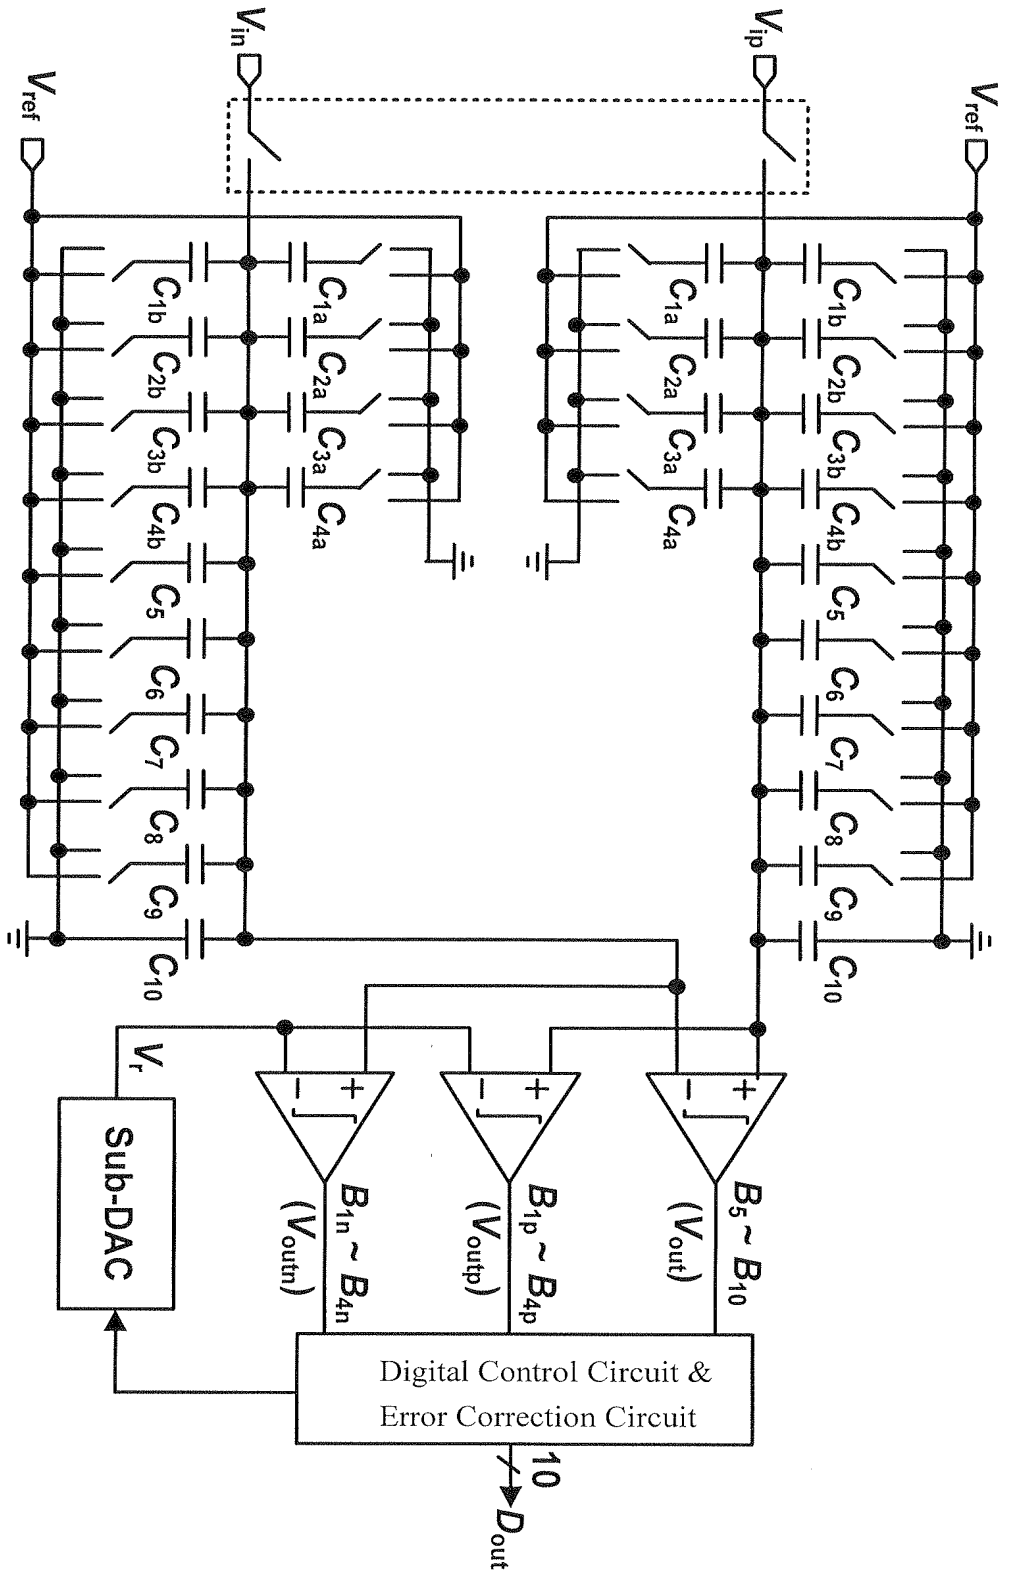 Vin
Vip
Vref
Vref
C1b
C1a
C1a
C1b
C2b
C2a
C2a
C2b
C3b
C3a
C3a
C3b
C4b
C4a
C4a
C4b
C5
C5
C6
C6
C7
C7
C8
C8
C9
C9
C10
C10
Vr
+
−
+
−
+
−
Sub-DAC
B1n ~ B4n
(Voutn)
B1p ~ B4p
(Voutp)
B5 ~ B10
(Vout)
Digital Control Circuit &
Error Correction Circuit
10
Dout